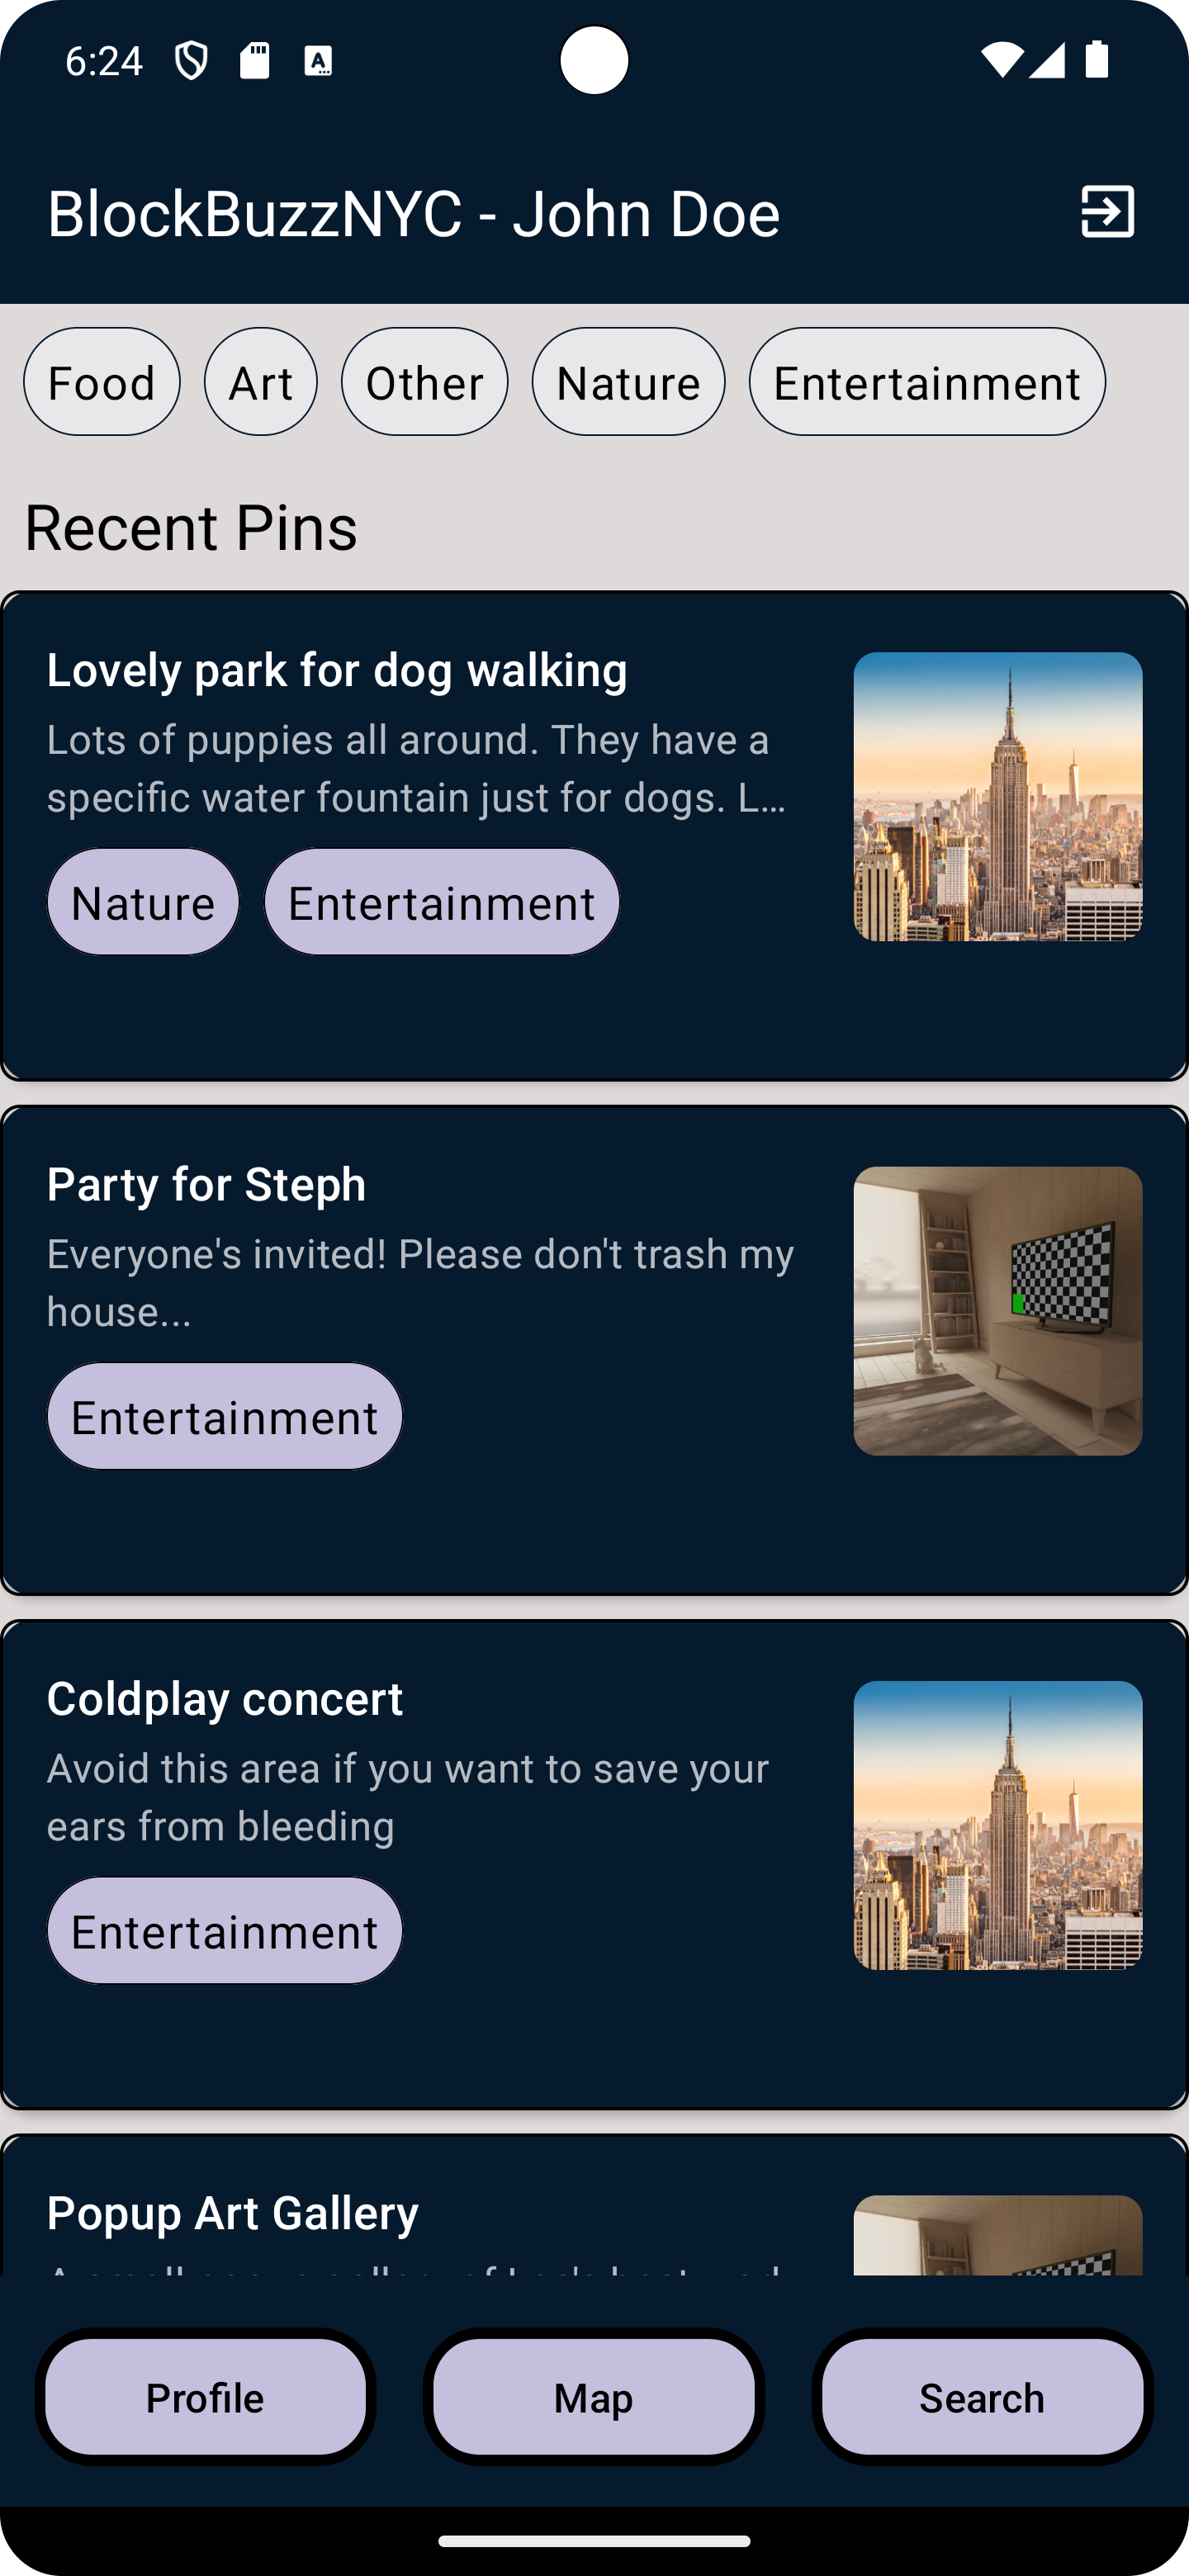 6:24
BlockBuzzNYC - John Doe
Food Art Other Nature Entertainment
Recent Pins
Lovely park for dog walking
Lots of puppies all around. They have a
specific water fountain just for dogs. L...
Nature Entertainment
Party for Steph
Everyone's invited! Please don't trash my
house...
Entertainment
Coldplay concert
Avoid this area if you want to save your
ears from bleeding
Entertainment
Popup Art Gallery
Profile Map Search